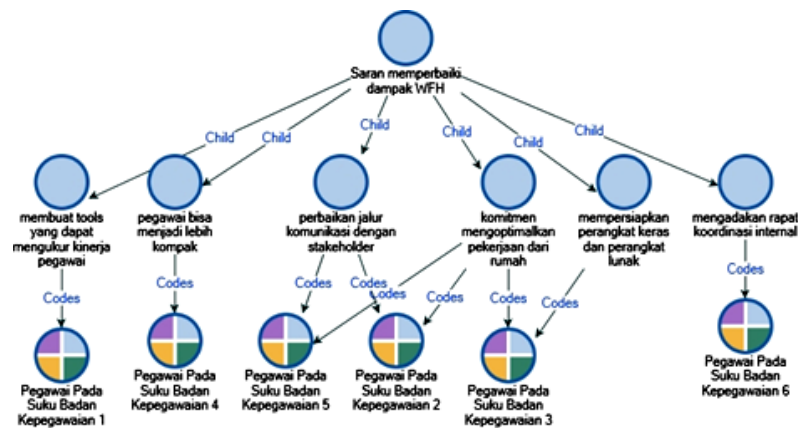 Saran memperbaiki
dampak WFH
Child
Child
Child
Child
Child
Child
membuat tools
yang dapat
mengukur kinerja
pegawai
pegawai bisa
menjadi lebih
kompak
perbaikan jalur
komunikasi dengan
stakeholder
komitmen
mengoptimalkan
pekerjaan dari
rumah
mempersiapkan
perangkat keras
dan perangkat
lunak
mengadakan rapat
koordinasi internal
Codes
Codes
Codes
Codes
Codes
Codes
Codes
Codes
Codes
Pegawai Pada
Suku Badan
Kepegawaian 1
Pegawai Pada
Suku Badan
Kepegawaian 4
Pegawai Pada
Suku Badan
Kepegawaian 5
Pegawai Pada
Suku Badan
Kepegawaian 2
Pegawai Pada
Suku Badan
Kepegawaian 3
Pegawai Pada
Suku Badan
Kepegawaian 6